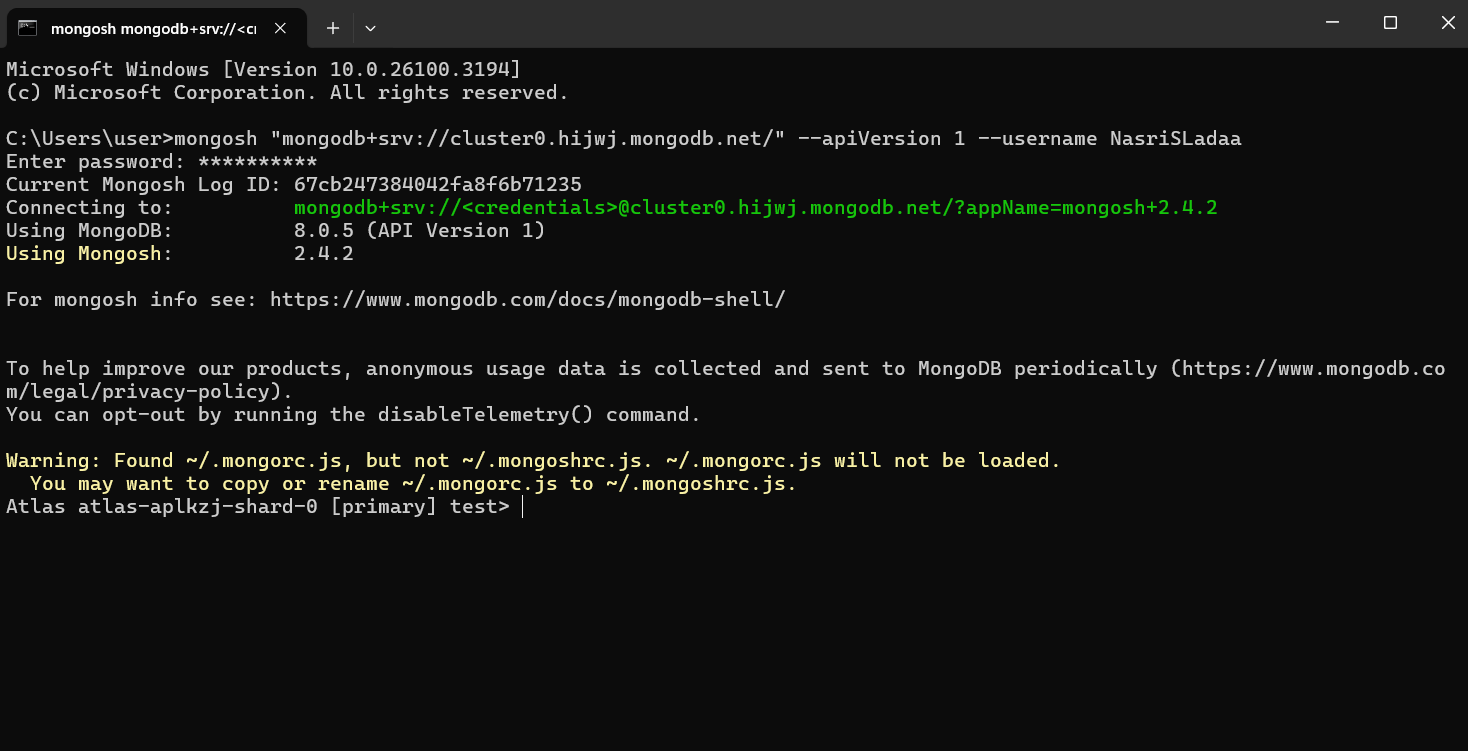 mongosh mongodb+srv://<cr
Microsoft Windows [Version 10.0.26100.3194]
(c) Microsoft Corporation. All rights reserved.
C:\Users\user>mongosh "mongodb+srv://cluster0.hijwj.mongodb.net/" --apiVersion 1 --username NasriSLadaa
Enter password: **********
Current Mongosh Log ID: 67cb247384042fa8f6b71235
Connecting to:          mongodb+srv://<credentials>@cluster0.hijwj.mongodb.net/?appName=mongosh+2.4.2
Using MongoDB:          8.0.5 (API Version 1)
Using Mongosh:          2.4.2
For mongosh info see: https://www.mongodb.com/docs/mongodb-shell/
To help improve our products, anonymous usage data is collected and sent to MongoDB periodically (https://www.mongodb.co
m/legal/privacy-policy).
You can opt-out by running the disableTelemetry() command.
Warning: Found ~/.mongorc.js, but not ~/.mongoshrc.js. ~/.mongorc.js will not be loaded.
  You may want to copy or rename ~/.mongorc.js to ~/.mongoshrc.js.
Atlas atlas-aplkzj-shard-0 [primary] test>